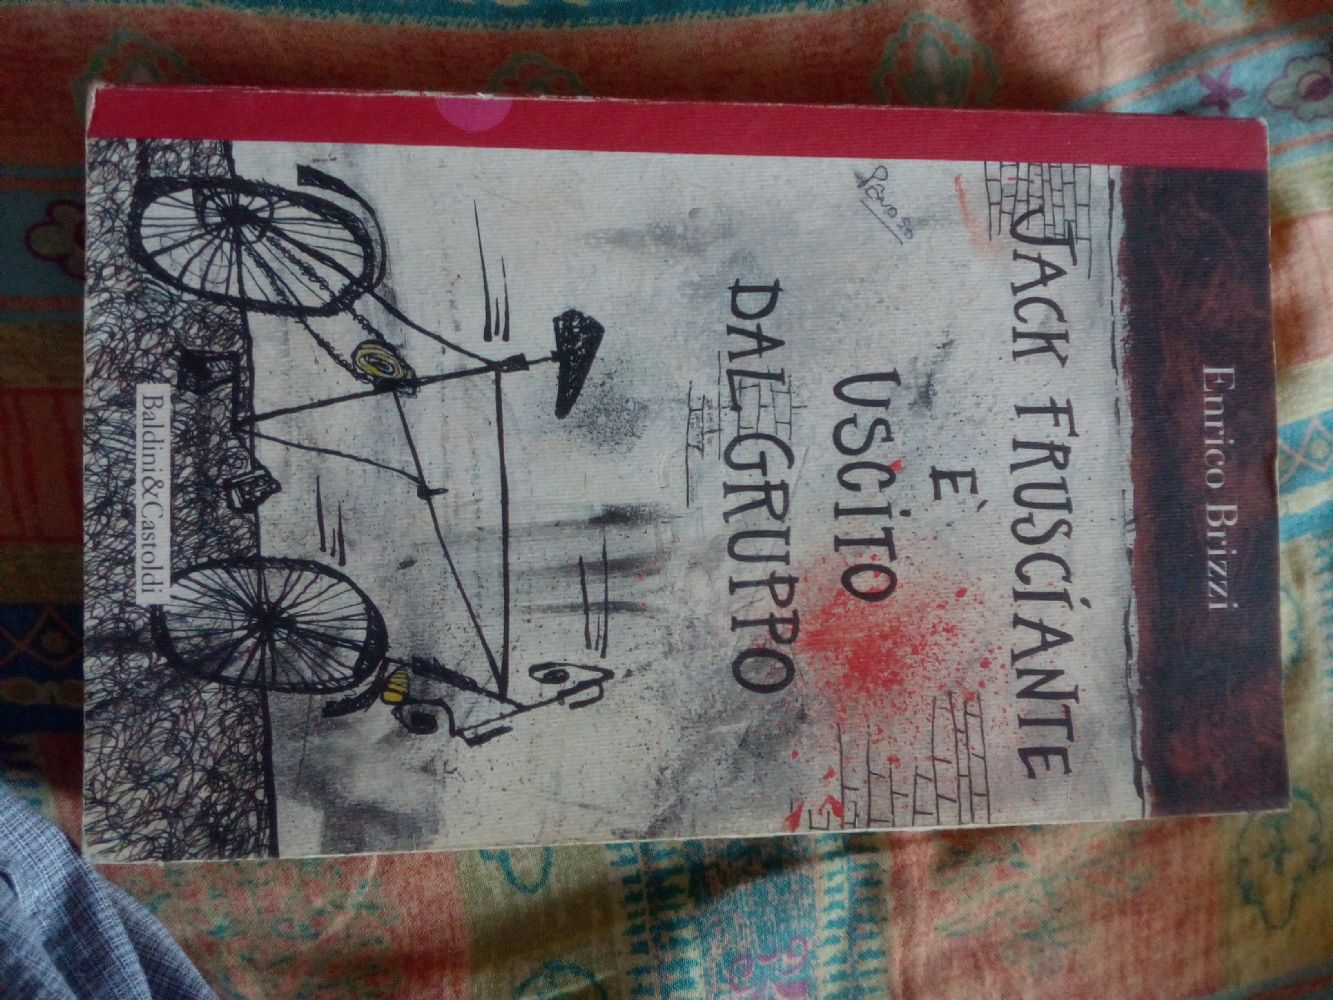 Enrico Brizzi
JACK FRUSCIANTE
È
USCITO
DAL GRUPPO
Baldini&Castoldi